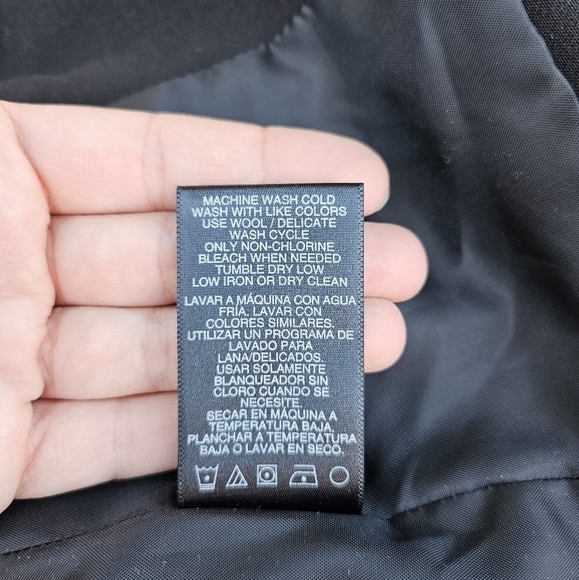 MACHINE WASH COLD
WASH WITH LIKE COLORS
USE WOOL / DELICATE
WASH CYCLE
ONLY NON-CHLORINE
BLEACH WHEN NEEDED
TUMBLE DRY LOW
LOW IRON OR DRY CLEAN
LAVAR A MÁQUINA CON AGUA
FRÍA. LAVAR CON
COLORES SIMILARES.
UTILIZAR UN PROGRAMA DE
LAVADO PARA
LANA/DELICADOS.
USAR SOLAMENTE
BLANQUEADOR SIN
CLORO CUANDO SE
NECESITE.
SECAR EN MÁQUINA A
TEMPERATURA BAJA.
PLANCHAR A TEMPERATURA
BAJA O LAVAR EN SECO.